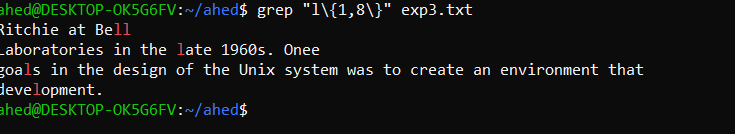 ahed@DESKTOP-OK5G6FV:~/ahed$ grep "l\{1,8\}" exp3.txt
Ritchie at Bell
Laboratories in the late 1960s. Onee
goals in the design of the Unix system was to create an environment that
development.
ahed@DESKTOP-OK5G6FV:~/ahed$